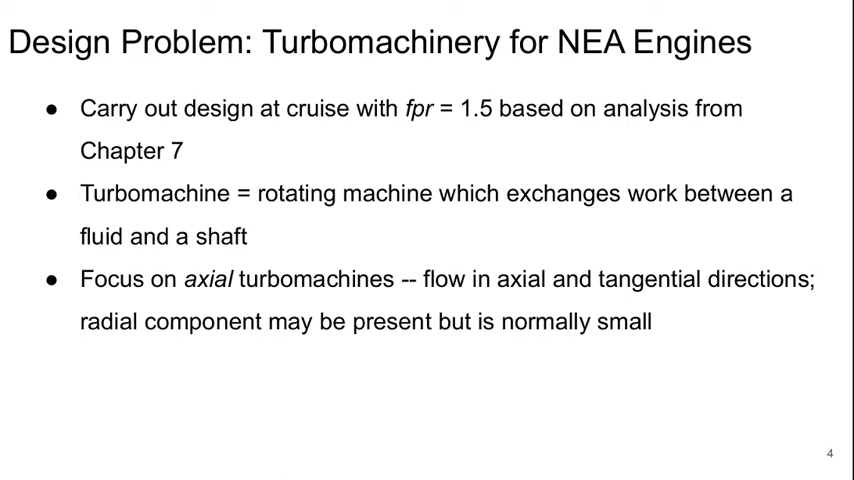 Design Problem: Turbomachinery for NEA Engines
● Carry out design at cruise with fpr = 1.5 based on analysis from
Chapter 7
● Turbomachine = rotating machine which exchanges work between a
fluid and a shaft
● Focus on axial turbomachines -- flow in axial and tangential directions;
radial component may be present but is normally small
4